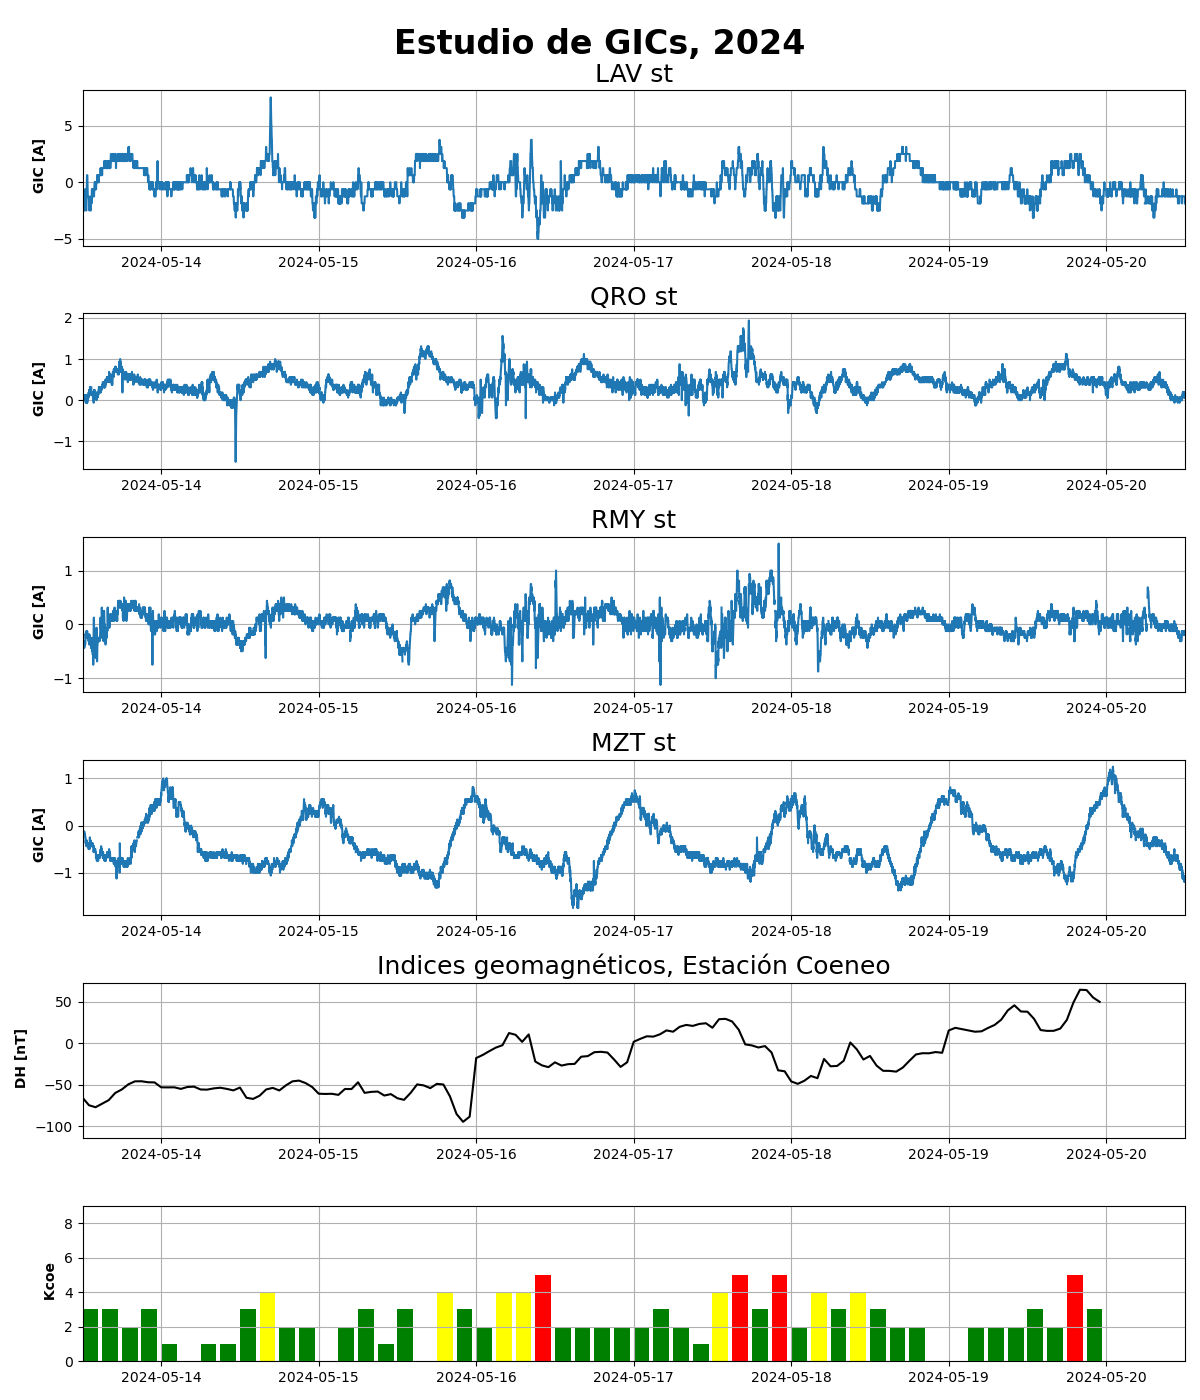 Estudio de GICs, 2024
LAV st
GIC [A]
5
0
−5
2024-05-14 2024-05-15 2024-05-16 2024-05-17 2024-05-18 2024-05-19 2024-05-20
QRO st
GIC [A]
2
1
0
−1
2024-05-14 2024-05-15 2024-05-16 2024-05-17 2024-05-18 2024-05-19 2024-05-20
RMY st
GIC [A]
1
0
−1
2024-05-14 2024-05-15 2024-05-16 2024-05-17 2024-05-18 2024-05-19 2024-05-20
MZT st
GIC [A]
1
0
−1
2024-05-14 2024-05-15 2024-05-16 2024-05-17 2024-05-18 2024-05-19 2024-05-20
Indices geomagnéticos, Estación Coeneo
DH [nT]
50
0
−50
−100
2024-05-14 2024-05-15 2024-05-16 2024-05-17 2024-05-18 2024-05-19 2024-05-20
Kcoe
8
6
4
2
0
2024-05-14 2024-05-15 2024-05-16 2024-05-17 2024-05-18 2024-05-19 2024-05-20